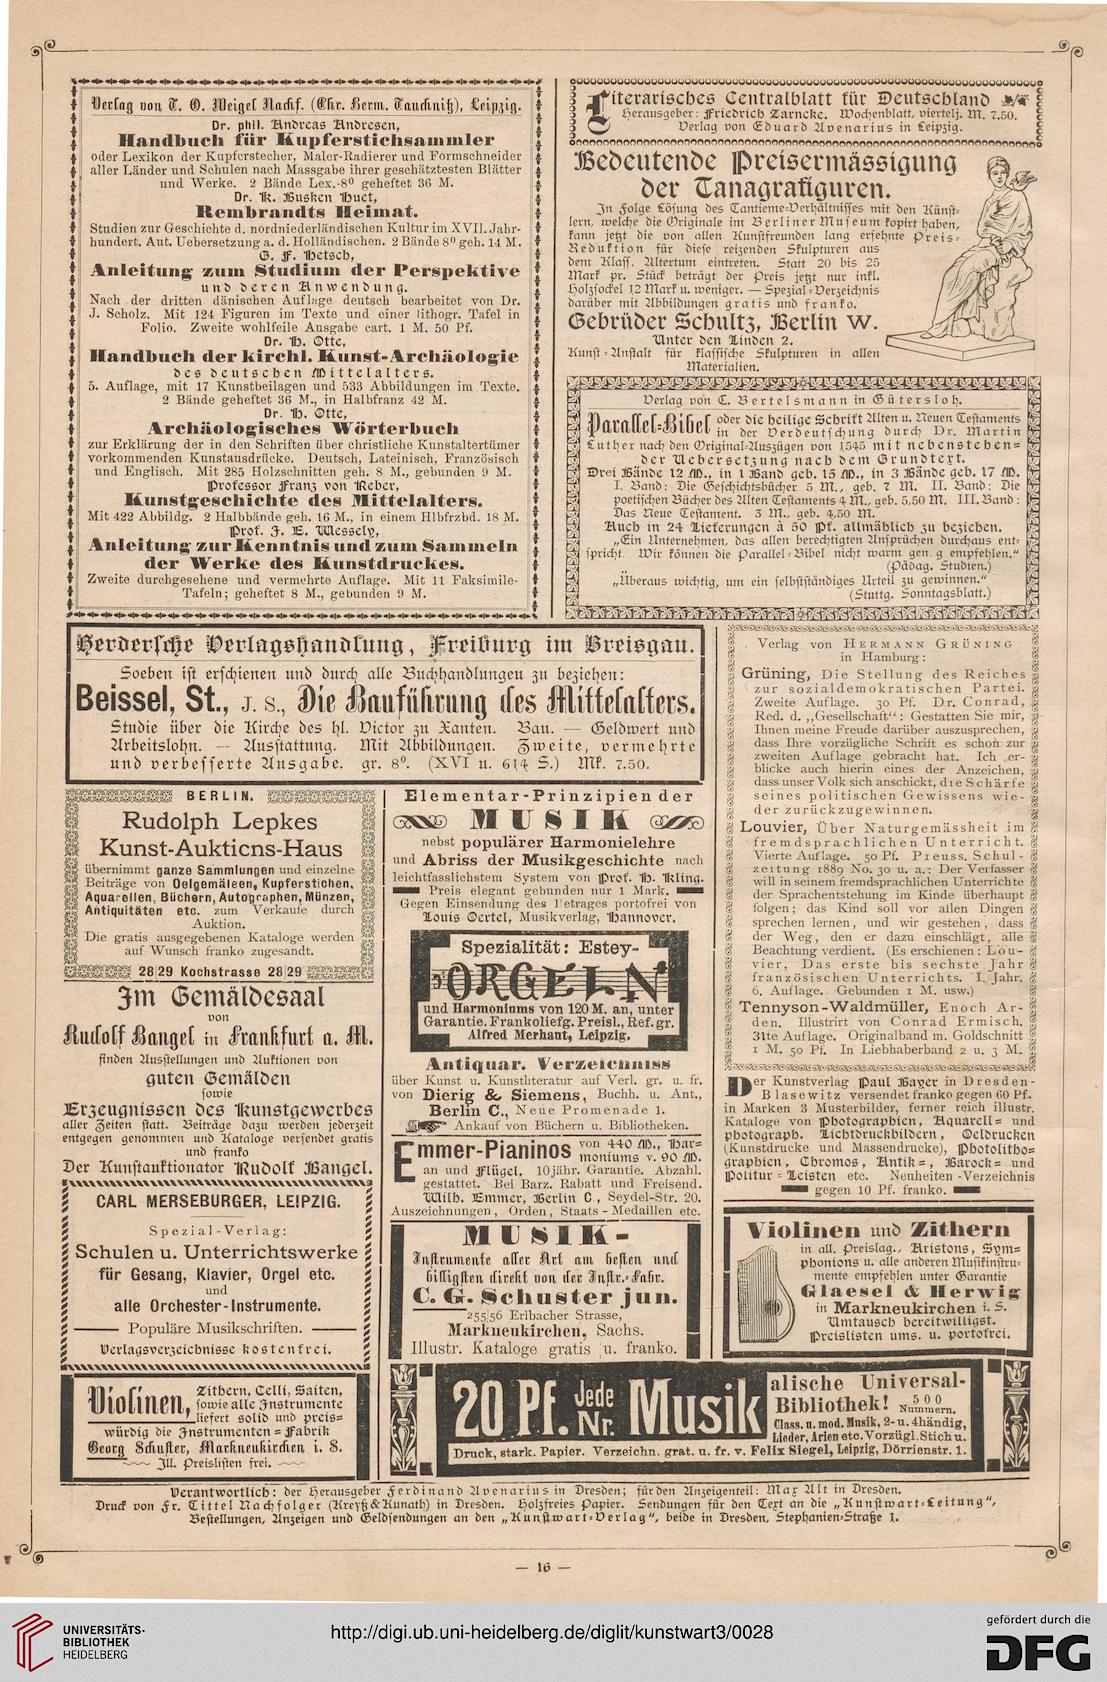 Verlag von T. O. Weigel Nachf. (Chr. Herm. Tauchnitz), Leipzig.
Dr. phil. Andreas Andresen,
Handbuch für Kupferstichsammler
oder Lexikon der Kupferstecher, Maler-Radierer und Formschneider
aller Länder und Schulen nach Massgabe ihrer geschätztesten Blätter
und Werke. 2 Bände Lex.-8⁰ geheftet 36 M.
Dr. K. Busken Huet,
Rembrandts Heimat.
Studien zur Geschichte d. nordniederländischen Kultur im XVII. Jahr-
hundert. Aut. Uebersetzung a. d. Holländischen. 2 Bände 8⁰ geh. 14 M.
G. F. Hetsch,
Anleitung zum Studium der Perspektive
und deren Anwendung.
Nach der dritten dänischen Auflage deutsch bearbeitet von Dr.
J. Scholz. Mit 124 Figuren im Texte und einer lithogr. Tafel in
Folio. Zweite wohlfeile Ausgabe cart. 1 M. 50 Pf.
Dr. H. Otte,
Handbuch der kirchl. Kunst-Archäologie
des deutschen Mittelalters.
5. Auflage, mit 17 Kunstbeilagen und 533 Abbildungen im Texte.
2 Bände geheftet 36 M., in Halbfranz 42 M.
Dr. H. Otte,
Archäologisches Wörterbuch
zur Erklärung der in den Schriften über christliche Kunstaltertümer
vorkommenden Kunstausdrücke. Deutsch, Lateinisch, Französisch
und Englisch. Mit 285 Holzschnitten geh. 8 M., gebunden 9 M.
Professor Franz von Reber,
Kunstgeschichte des Mittelalters.
Mit 422 Abbildg. 2 Halbbände geh. 16 M., in einem Hlbfrzbd. 18 M.
Prof. J. E. Wessely,
Anleitung zur Kenntnis und zum Sammeln
der Werke des Kunstdruckes.
Zweite durchgesehene und vermehrte Auflage. Mit 11 Faksimile-
Tafeln; geheftet 8 M., gebunden 9 M.
Literarisches Centralblatt für Deutschland
Herausgeber: Friedrich Zarncke. Wochenblatt, viertelj. M. 7.50.
Verlag von Eduard Avenarius in Leipzig.
Bedeutende Preisermässigung
der Tanagrafiguren.
In Folge Lösung des Tantieme-Verhältnisses mit den Künst-
lern, welche die Originale im Berliner Museum kopirt haben,
kann jetzt die von allen Kunstfreunden lang ersehnte Preis-
Reduktion für diese reizenden Skulpturen aus
dem klass. Altertum eintreten. Statt 20 bis 25
Mark pr. Stück beträgt der Preis jetzt nur inkl.
Holzsockel 12 Mark u. weniger. — Spezial-Verzeichnis
darüber mit Abbildungen gratis und franko.
Gebrüder Schultz, Berlin W.
Unter den Linden 2.
Kunst-Anstalt für klassische Skulpturen in allen
Materialien.
Verlag von C. Bertelsmann in Gütersloh.
Parallel-Bibel oder die heilige Schrift Alten u. Neuen Testaments
in der Verdeutschung durch Dr. Martin
Luther nach den Original-Auszügen von 1545 mit nebenstehen-
der Uebersetzung nach dem Grundtext.
Drei Bände 12 M., in 1 Band geb. 15 M., in 3 Bände geb. 17 M.
I. Band: Die Geschichtsbücher 5 M., geb. 7 M. II. Band: Die
poetischen Bücher des Alten Testaments 4 M., geb. 5,50 M. III. Band:
Das Neue Testament. 3 M., geb. 4,50 M.
Auch in 24 Lieferungen à 50 Pf. allmählich zu beziehen.
„Ein Unternehmen, das allen berechtigten Ansprüchen durchaus ent-
spricht. Wir können die Parallel-Bibel nicht warm gen g empfehlen.“
(Pädag. Studien.)
„Überaus wichtig, um ein selbstständiges Urteil zu gewinnen.“
(Stuttg. Sonntagsblatt.)
Herdersche Verlagshandlung, Freiburg im Breisgau.
Soeben ist erschienen und durch alle Buchhandlungen zu beziehen:
Beissel, St., J. S., Die Bauführung des Mittelalters.
Studie über die Kirche des hl. Victor zu Xanten. Bau. — Geldwert und
Arbeitslohn. — Ausstattung. Mit Abbildungen. Zweite, vermehrte
und verbesserte Ausgabe. gr. 8⁰. (XVI u. 614 S.) Mk. 7.50.
Verlag von HERMANN GRÜNING
in Hamburg:
Grüning, Die Stellung des Reiches
zur sozialdemokratischen Partei.
Zweite Auflage. 30 Pf. Dr. Conrad,
Red. d. „Gesellschaft“: Gestatten Sie mir,
Ihnen meine Freude darüber auszusprechen,
dass Ihre vorzügliche Schrift es schon zur
zweiten Auflage gebracht hat. Ich er-
blicke auch hierin eines der Anzeichen,
dass unser Volk sich anschickt, die Schärfe
seines politischen Gewissens wie-
der zurückzugewinnen.
Louvier, Über Naturgemässheit im
fremdsprachlichen Unterricht.
Vierte Auflage. 50 Pf. Preuss. Schul-
zeitung 1889 No. 30 u. a.: Der Verfasser
will in seinem fremdsprachlichen Unterrichte
der Sprachentstehung im Kinde überhaupt
folgen; das Kind soll vor allen Dingen
sprechen lernen, und wir gestehen, dass
der Weg, den er dazu einschlägt, alle
Beachtung verdient. (Es erschienen: Lou-
vier, Das erste bis sechste Jahr
französischen Unterrichts. I. Jahr.
6. Auflage. Gebunden 1 M. usw.)
Tennyson-Waldmüller, Enoch Ar-
den. Illustrirt von Conrad Ermisch.
31te Auflage. Originalband m. Goldschnitt
1 M. 50 Pf. In Liebhaberband 2 u. 3 M.
BERLIN.
Rudolph Lepkes
Kunst-Auktions-Haus
übernimmt ganze Sammlungen und einzelne
Beiträge von Oelgemäleen, Kupferstichen,
Aquarellen, Büchern, Autographen, Münzen,
Antiquitäten etc. zum Verkaufe durch
Auktion.
Die gratis ausgegebenen Kataloge werden
auf Wunsch franko zugesandt.
28|29 Kochstrasse 28|29
Im Gemäldesaal
von
Rudolf Bangel in Frankfurt a. M.
finden Ausstellungen und Auktionen von
guten Gemälden
sowie
Erzeugnissen des Kunstgewerbes
aller Zeiten statt. Beiträge dazu werden jederzeit
entgegen genommen und Kataloge versendet gratis
und franko
Der Kunstauktionator Rudolf Bangel.
CARL MERSEBURGER, LEIPZIG.
Spezial-Verlag:
Schulen u. Unterrichtswerke
für Gesang, Klavier, Orgel etc.
und
alle Orchester-Instrumente.
Populäre Musikschriften.
Verlagsverzeichnisse kostenfrei.
Violinen, Zithern, Celli, Saiten,
sowie alle Instrumente
liefert solid und preis-
würdig die Instrumenten-Fabrik
Georg Schuster, Markneukirchen i. S.
Ill. Preislisten frei.
Elementar-Prinzipien der
MUSIK
nebst populärer Harmonielehre
und Abriss der Musikgeschichte nach
leichtfasslichstem System von Prof. H. Kling.
Preis elegant gebunden nur 1 Mark.
Gegen Einsendung des Betrages portofrei von
Louis Oertel, Musikverlag, Hannover.
Spezialität: Estey-
ORGELN
und Harmoniums von 120 M. an, unter
Garantie. Frankoliefg. Preisl., Ref. gr.
Alfred Merhaut, Leipzig.
Antiquar. Verzeichniss
über Kunst u. Kunstliteratur auf Verl. gr. u. fr.
von Dierig & Siemens, Buchh. u. Ant.,
Berlin C., Neue Promenade 1.
Ankauf von Büchern u. Bibliotheken.
Emmer-Pianinos von 440 M., Har-
moniums v. 90 M.
an und Flügel, 10jähr. Garantie. Abzahl.
gestattet. Bei Barz. Rabatt und Freisend.
Wilh. Emmer, Berlin C, Seydel-Str. 20.
Auszeichnungen, Orden, Staats-Medaillen etc.
MUSIK-
Instrumente aller Art am besten und
billigsten direkt von der Instr.-Fabr.
C. G. Schuster jun.
255|56 Erlbacher Strasse,
Markneukirchen, Sachs.
Illustr. Kataloge gratis u. franko.
Der Kunstverlag Paul Bayer in Dresden-
Blasewitz versendet franko gegen 60 Pf.
in Marken 3 Musterbilder, ferner reich illustr.
Kataloge von Photographien, Aquarell- und
photograph. Lichtdruckbildern, Oeldrucken
(Kunstdrucke und Massendrucke), Photolitho-
graphien, Chromos, Antik-, Barock- und
Politur-Leisten etc. Neuheiten-Verzeichnis
gegen 10 Pf. franko.
Violinen und Zithern
in all. Preislag., Aristons, Sym-
phonions u. alle anderen Musikinstru-
mente empfehlen unter Garantie
Glaesel & Herwig
in Markneukirchen i. S.
Umtausch bereitwilligst.
Preislisten ums. u. portofrei.
20 Pf. Jede Nr. Musik alische Universal-
Bibliothek! 500 Nummern.
Class. u. mod. Musik, 2- u. 4händig,
Lieder, Arien etc. Vorzügl. Stich u.
Druck, stark. Papier. Verzeichn. grat. u. fr. v. Felix Siegel, Leipzig, Dörrienstr. 1.
Verantwortlich: der Herausgeber Ferdinand Avenarius in Dresden; für den Anzeigenteil: Max Alt in Dresden.
Druck von Fr. Tittel Nachfolger (Kreyß & Kunath) in Dresden. Holzfreies Papier. Sendungen für den Text an die „Kunstwart-Leitung“,
Bestellungen, Anzeigen und Geldsendungen an den „Kunstwart-Verlag“, beide in Dresden, Stephanien-Straße 1.
— 16 —
UNIVERSITÄTS-
BIBLIOTHEK
HEIDELBERG
http://digi.ub.uni-heidelberg.de/diglit/kunstwart3/0028
gefördert durch die
DFG